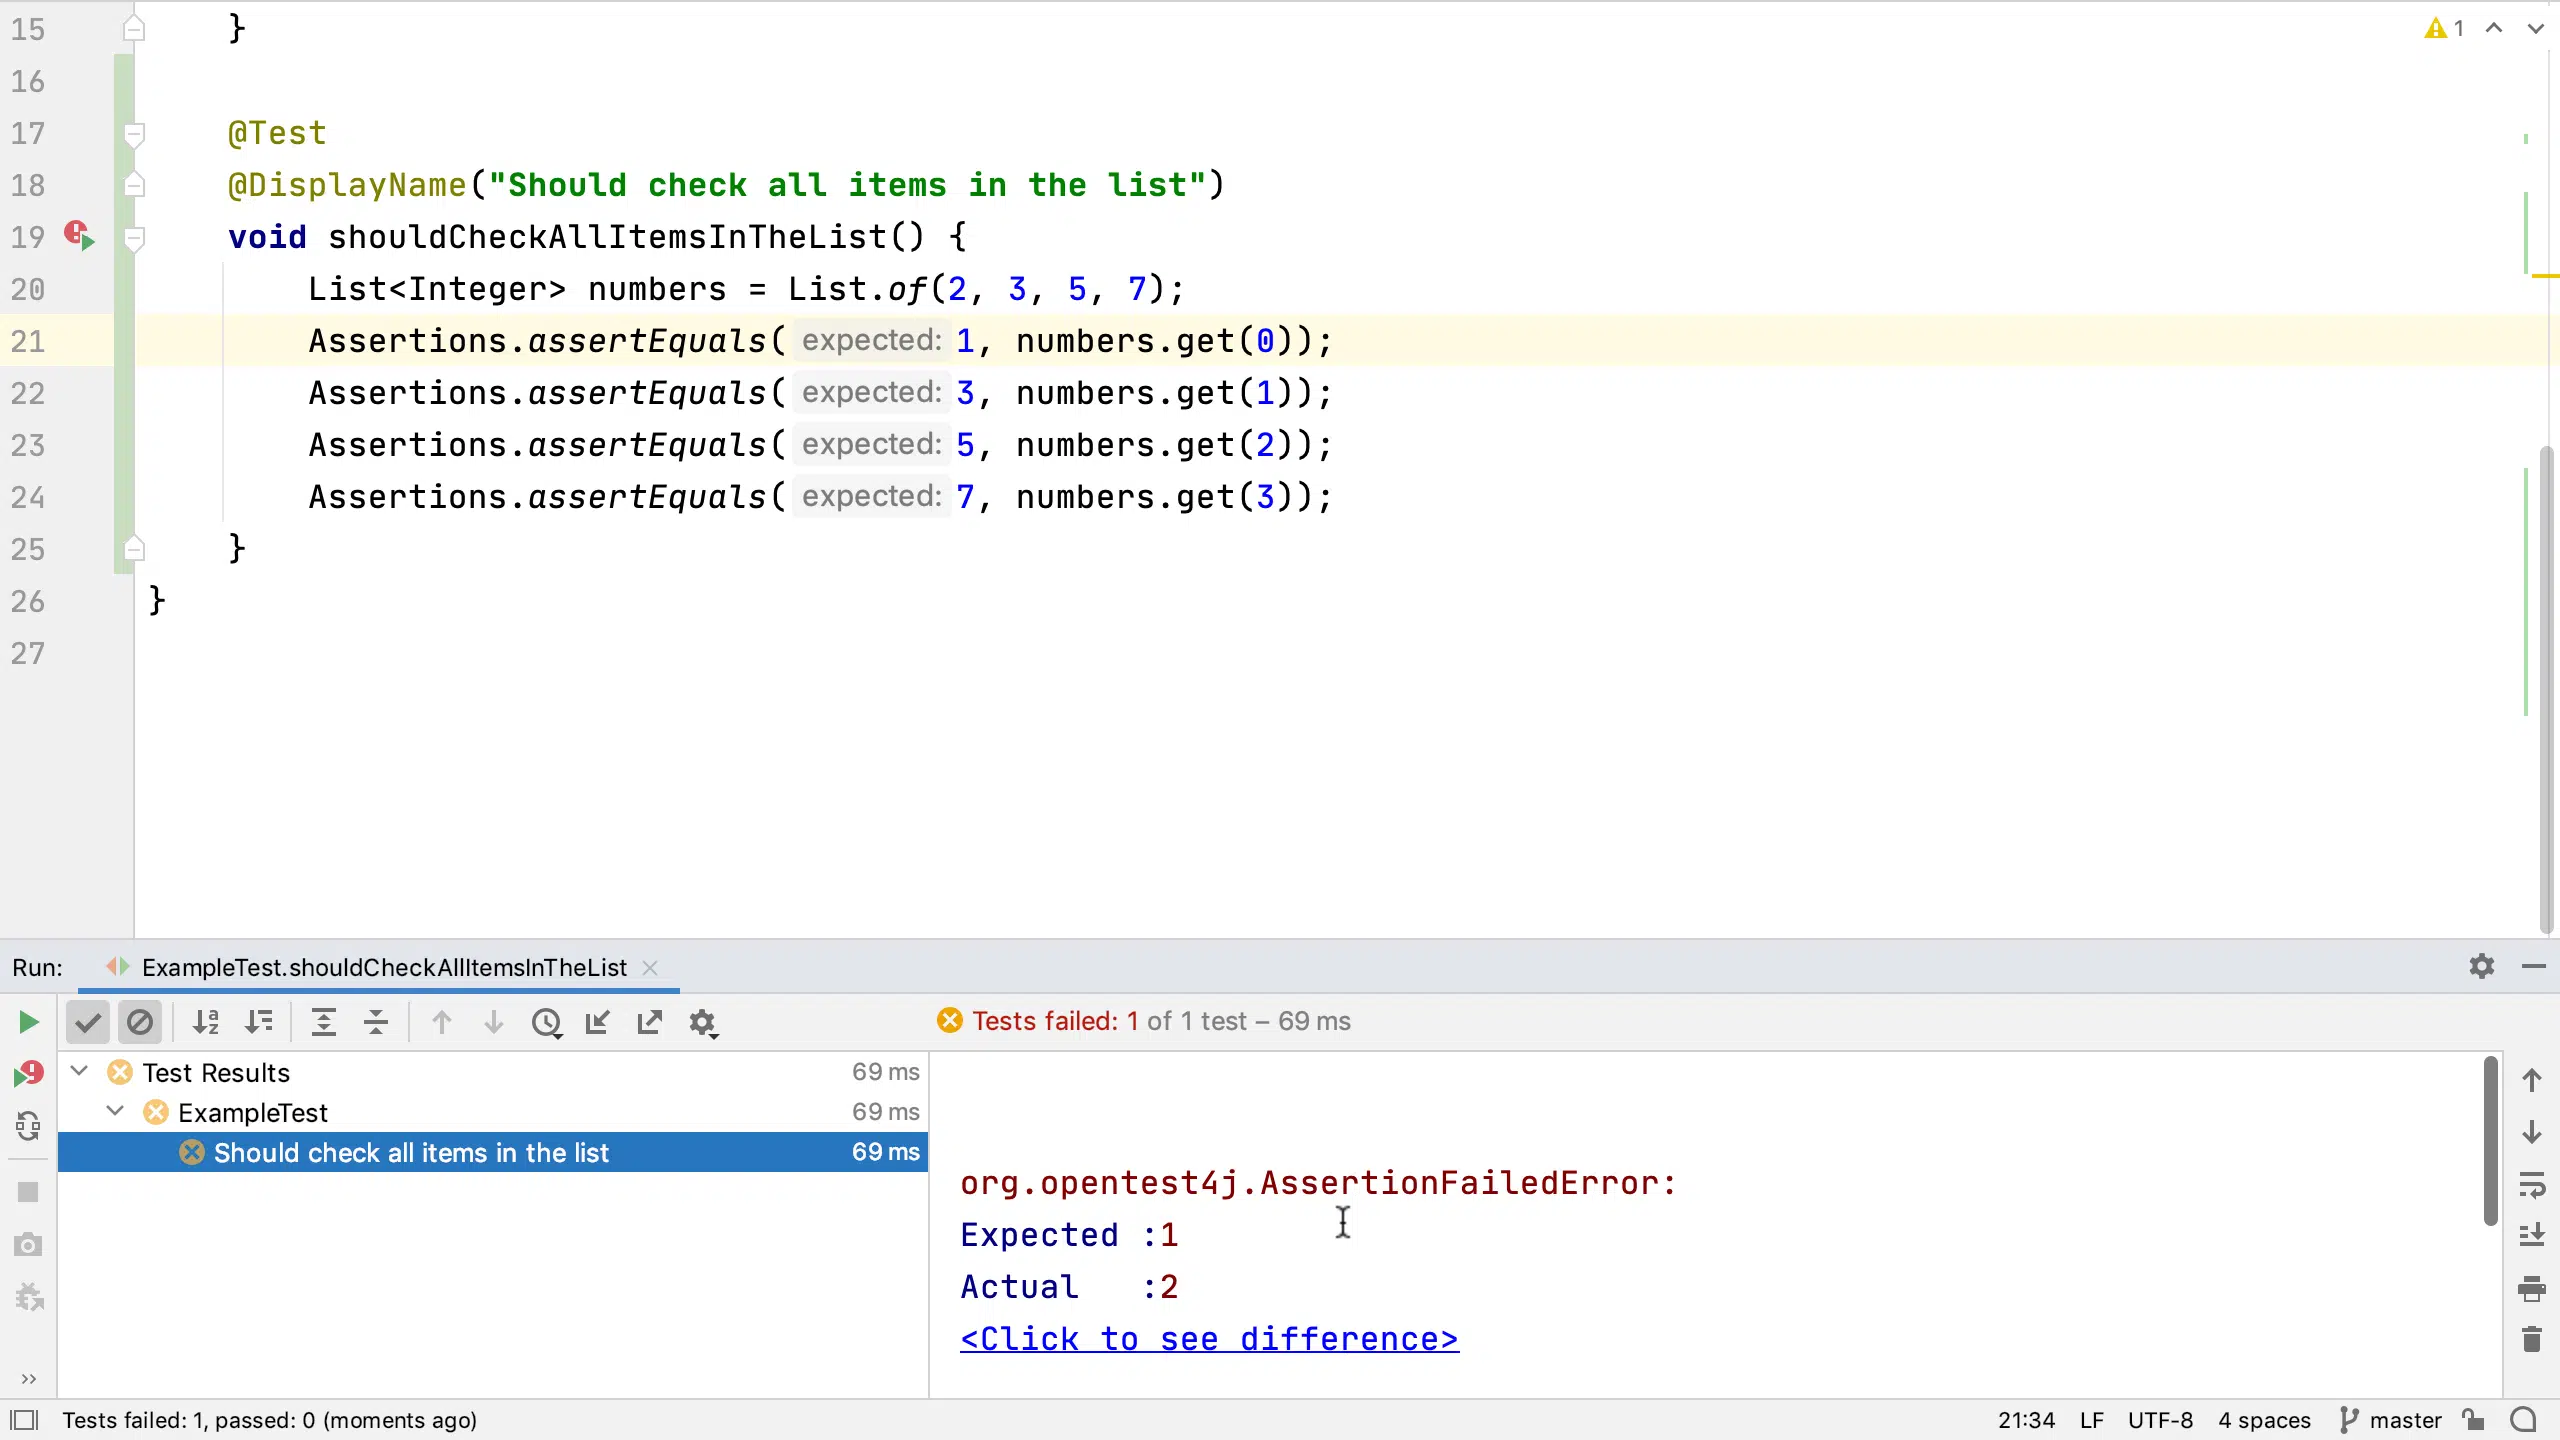 15 }
1
16
17 @Test
18 @DisplayName("Should check all items in the list")
19 void shouldCheckAllItemsInTheList() {
20 List<Integer> numbers = List.of(2, 3, 5, 7);
21 Assertions.assertEquals( expected: 1, numbers.get(0));
22 Assertions.assertEquals( expected: 3, numbers.get(1));
23 Assertions.assertEquals( expected: 5, numbers.get(2));
24 Assertions.assertEquals( expected: 7, numbers.get(3));
25 }
26 }
27
Run: ExampleTest.shouldCheckAllItemsInTheList
Tests failed: 1 of 1 test – 69 ms
Test Results 69 ms
ExampleTest 69 ms
Should check all items in the list 69 ms
org.opentest4j.AssertionFailedError:
Expected :1
Actual   :2
<Click to see difference>
Tests failed: 1, passed: 0 (moments ago) 21:34 LF UTF-8 4 spaces master